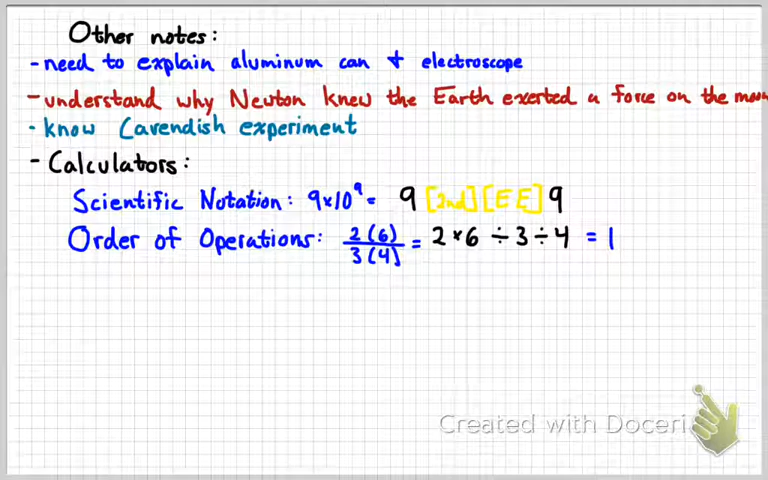 Other notes:
- need to explain aluminum can + electroscope
- understand why Newton knew the Earth exerted a force on the moon
- know Cavendish experiment
- Calculators:
Scientific Notation: 9×10⁹ = 9 [2nd] [EE] 9
Order of Operations: 2(6)/3(4) = 2×6÷3÷4 = 1
Created with Doceri